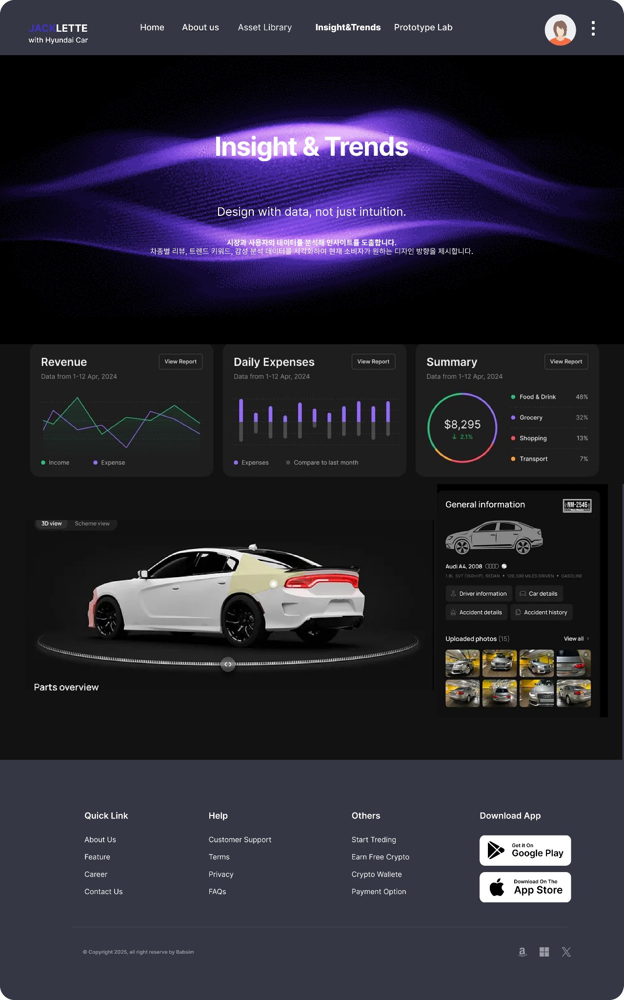 JACKLETTE
with Hyundai Car
Home
About us
Asset Library
Insight&Trends
Prototype Lab
Insight & Trends
Design with data, not just intuition.
시장과 사용자의 데이터를 분석해 인사이트를 도출합니다.
차종별 리뷰, 트렌드 키워드, 감성 분석 데이터를 시각화하여 현재 소비자가 원하는 디자인 방향을 제시합니다.
Revenue
View Report
Data from 1-12 Apr, 2024
Income
Expense
Daily Expenses
View Report
Data from 1-12 Apr, 2024
Expenses
Compare to last month
Summary
View Report
Data from 1-12 Apr, 2024
$8,295
↓ 2.1%
Food & Drink 48%
Grocery 32%
Shopping 13%
Transport 7%
3D view
Scheme view
Parts overview
General information
NM-2546
New Mexico
Audi A4, 2008
1.8L SVT (160H/P), SEDAN • 120,500 MILES DRIVEN • GASOLINE
Driver information
Car details
Accident details
Accident history
Uploaded photos (15)
View all
Quick Link
About Us
Feature
Career
Contact Us
Help
Customer Support
Terms
Privacy
FAQs
Others
Start Treding
Earn Free Crypto
Crypto Wallete
Payment Option
Download App
Get it On
Google Play
Download On The
App Store
© Copyright 2025, all right reserve by Babsim